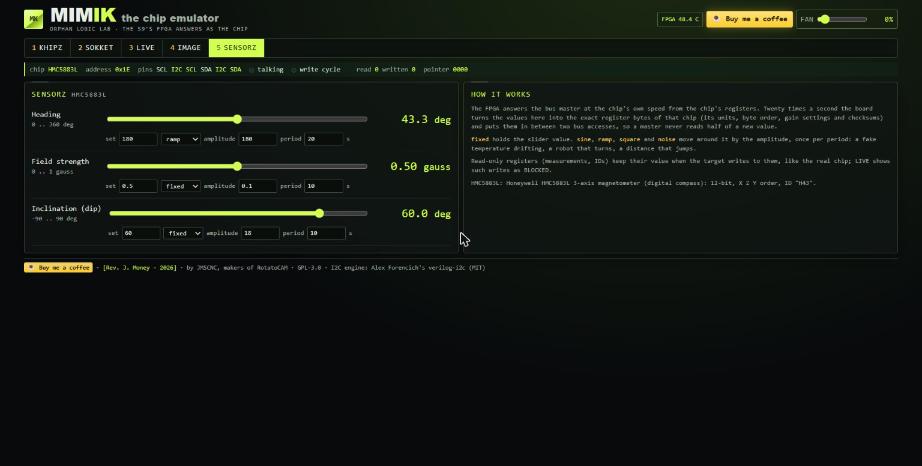 MK MIMIK the chip emulator
ORPHAN LOGIC LAB · THE 59'S FPGA ANSWERS AS THE CHIP
FPGA 48.4 C Buy me a coffee FAN 0%
1 KHIPZ 2 SOKKET 3 LIVE 4 IMAGE 5 SENSORZ
chip HMC5883L address 0x1E pins SCL I2C SCL SDA I2C SDA talking write cycle read 0 written 0 pointer 0000
SENSORZ HMC5883L
Heading
0 .. 360 deg
43.3 deg
set 180 ramp amplitude 180 period 20 s
Field strength
0 .. 1 gauss
0.50 gauss
set 0.5 fixed amplitude 0.1 period 10 s
Inclination (dip)
-90 .. 90 deg
60.0 deg
set 60 fixed amplitude 18 period 10 s
HOW IT WORKS
The FPGA answers the bus master at the chip's own speed from the chip's registers. Twenty times a second the board
turns the values here into the exact register bytes of that chip (its units, byte order, gain settings and checksums)
and puts them in between two bus accesses, so a master never reads half of a new value.
fixed holds the slider value. sine, ramp, square and noise move around it by the amplitude, once per period: a fake
temperature drifting, a robot that turns, a distance that jumps.
Read-only registers (measurements, IDs) keep their value when the target writes to them, like the real chip; LIVE shows
such writes as BLOCKED.
HMC5883L: Honeywell HMC5883L 3-axis magnetometer (digital compass): 12-bit, X Z Y order, ID "H43".
Buy me a coffee · [Rev. J. Money - 2026] · by JMSCNC, makers of RotatoCAM · GPL-3.0 · I2C engine: Alex Forencich's verilog-i2c (MIT)